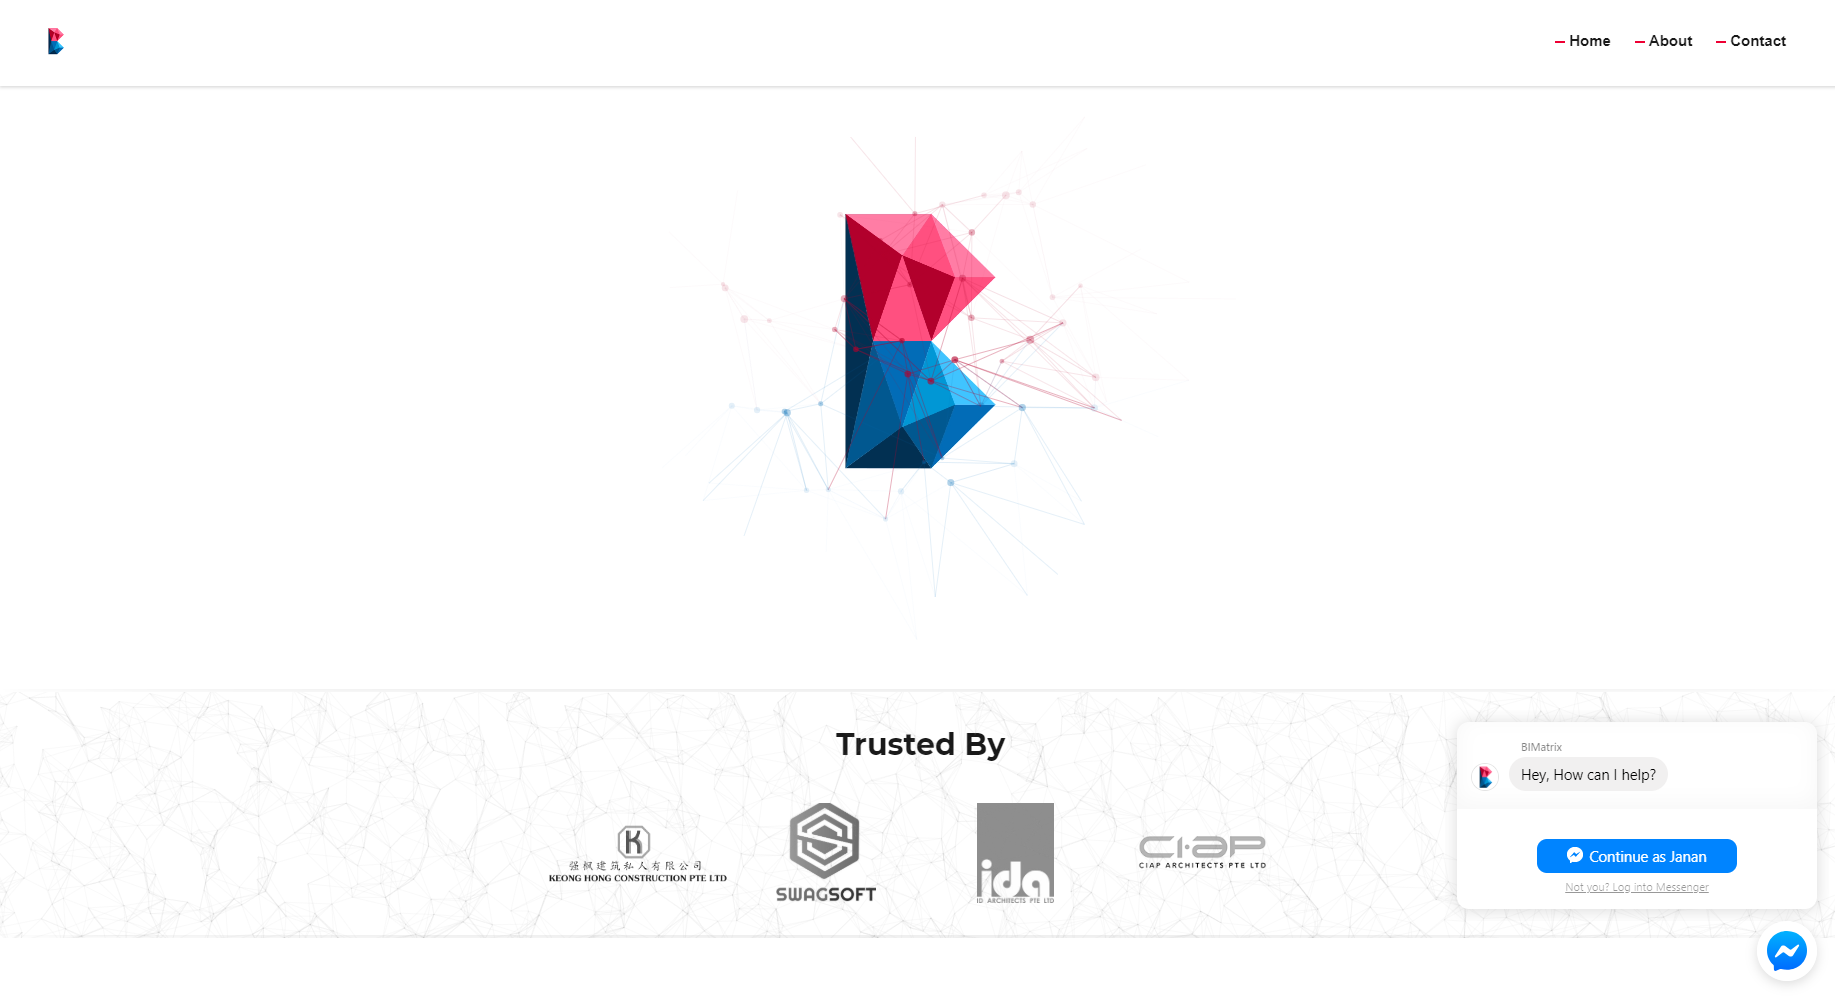 Home
About
Contact
Trusted By
强枫建筑私人有限公司
KEONG HONG CONSTRUCTION PTE LTD
SWAGSOFT
ida
ID ARCHITECTS PTE LTD
CIAP
CIAP ARCHITECTS PTE LTD
BIMatrix
Hey, How can I help?
Continue as Janan
Not you? Log into Messenger